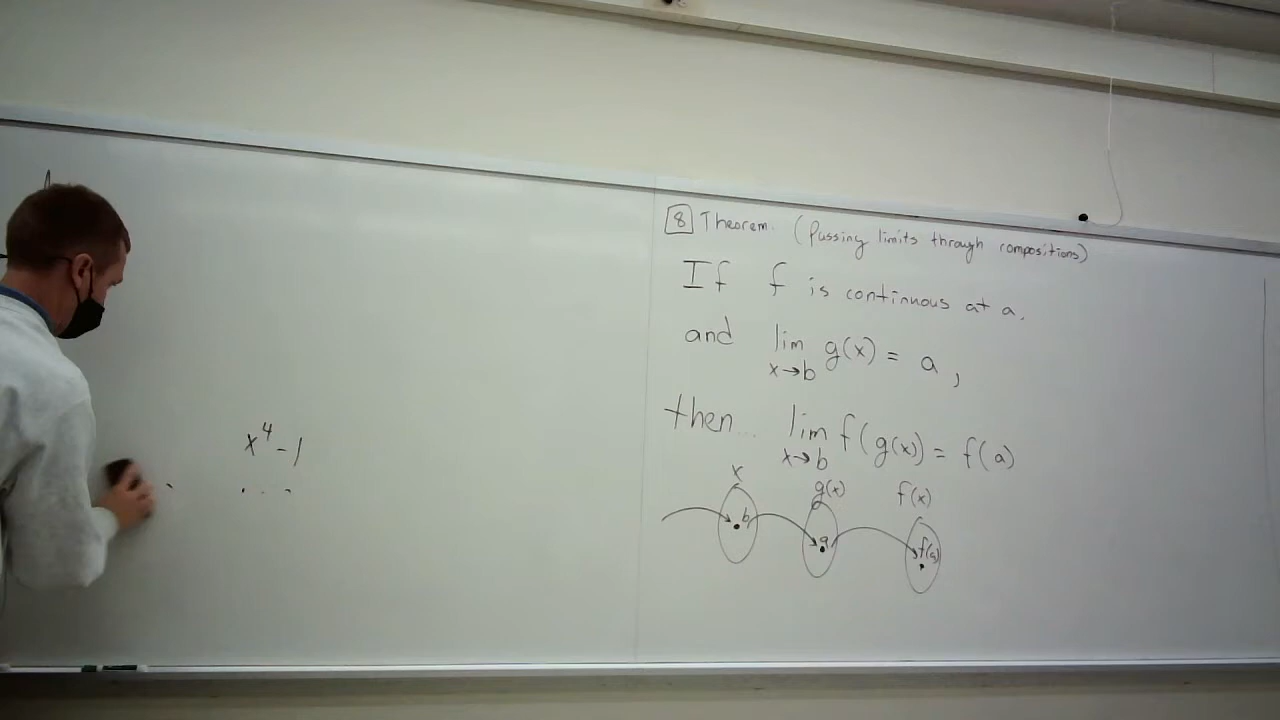 x⁴-1
8 Theorem. (Passing limits through compositions)
If f is continuous at a,
and lim g(x) = a,
x→b
then... lim f(g(x)) = f(a)
x→b
x g(x) f(x)
b a f(a)